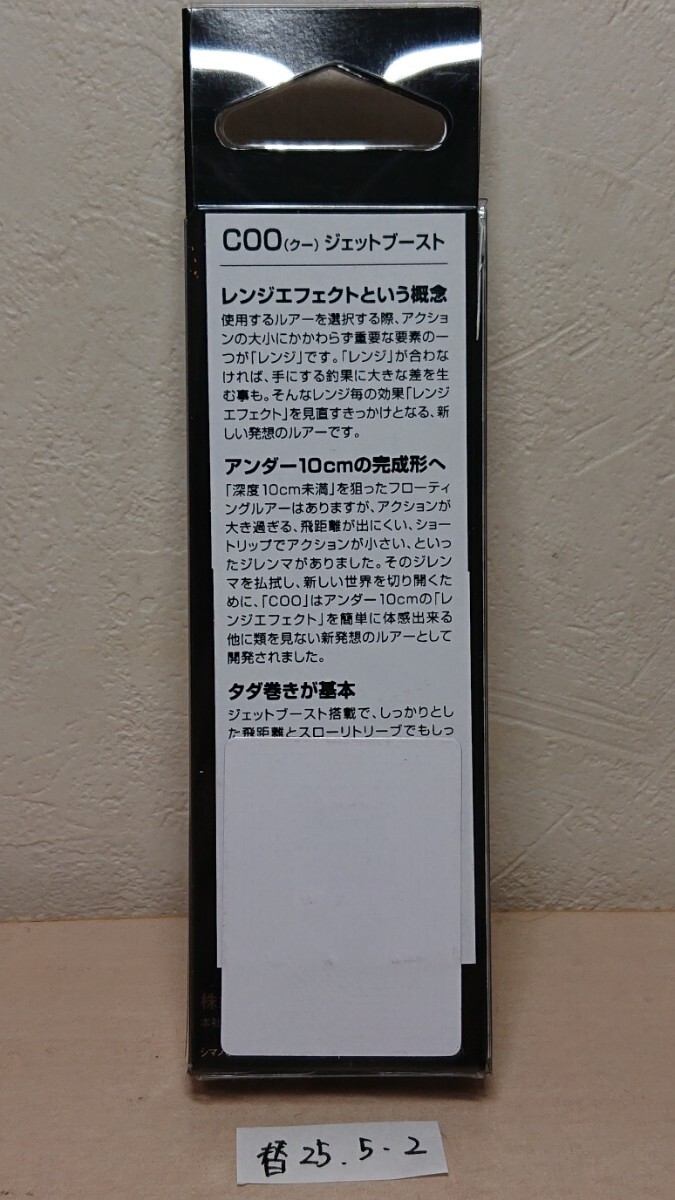 COO(クー)ジェットブースト
レンジエフェクトという概念
使用するルアーを選択する際、アクショ
ンの大小にかかわらず重要な要素の一
つが「レンジ」です。「レンジ」が合わな
ければ、手にする釣果に大きな差を生
む事も。そんなレンジ毎の効果「レンジ
エフェクト」を見直すきっかけとなる、新
しい発想のルアーです。
アンダー10cmの完成形へ
「深度10cm未満」を狙ったフローティ
ングルアーはありますが、アクションが
大き過ぎる、飛距離が出にくい、ショー
トリップでアクションが小さい、といっ
たジレンマがありました。そのジレン
マを払拭し、新しい世界を切り開くた
めに、「COO」はアンダー10cmの「レ
ンジエフェクト」を簡単に体感出来る
他に類を見ない新発想のルアーとして
開発されました。
タダ巻きが基本
ジェットブースト搭載で、しっかりとし
た飛距離とスローリトリーブでもしっ
株
本社
シマノ
替25.5.2